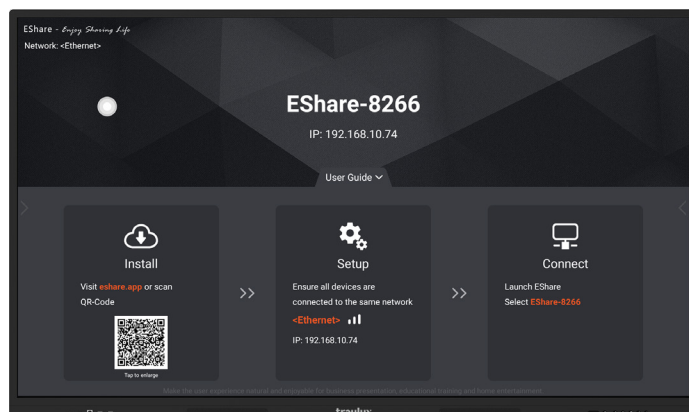 EShare - Enjoy Sharing Life
Network: <Ethernet>
EShare-8266
IP: 192.168.10.74
User Guide
Install
Visit eshare.app or scan
QR-Code
Tap to enlarge
Setup
Ensure all devices are
connected to the same network
<Ethernet>
IP: 192.168.10.74
Connect
Launch EShare
Select EShare-8266
Make the user experience natural and enjoyable for business presentation, educational training and home entertainment.